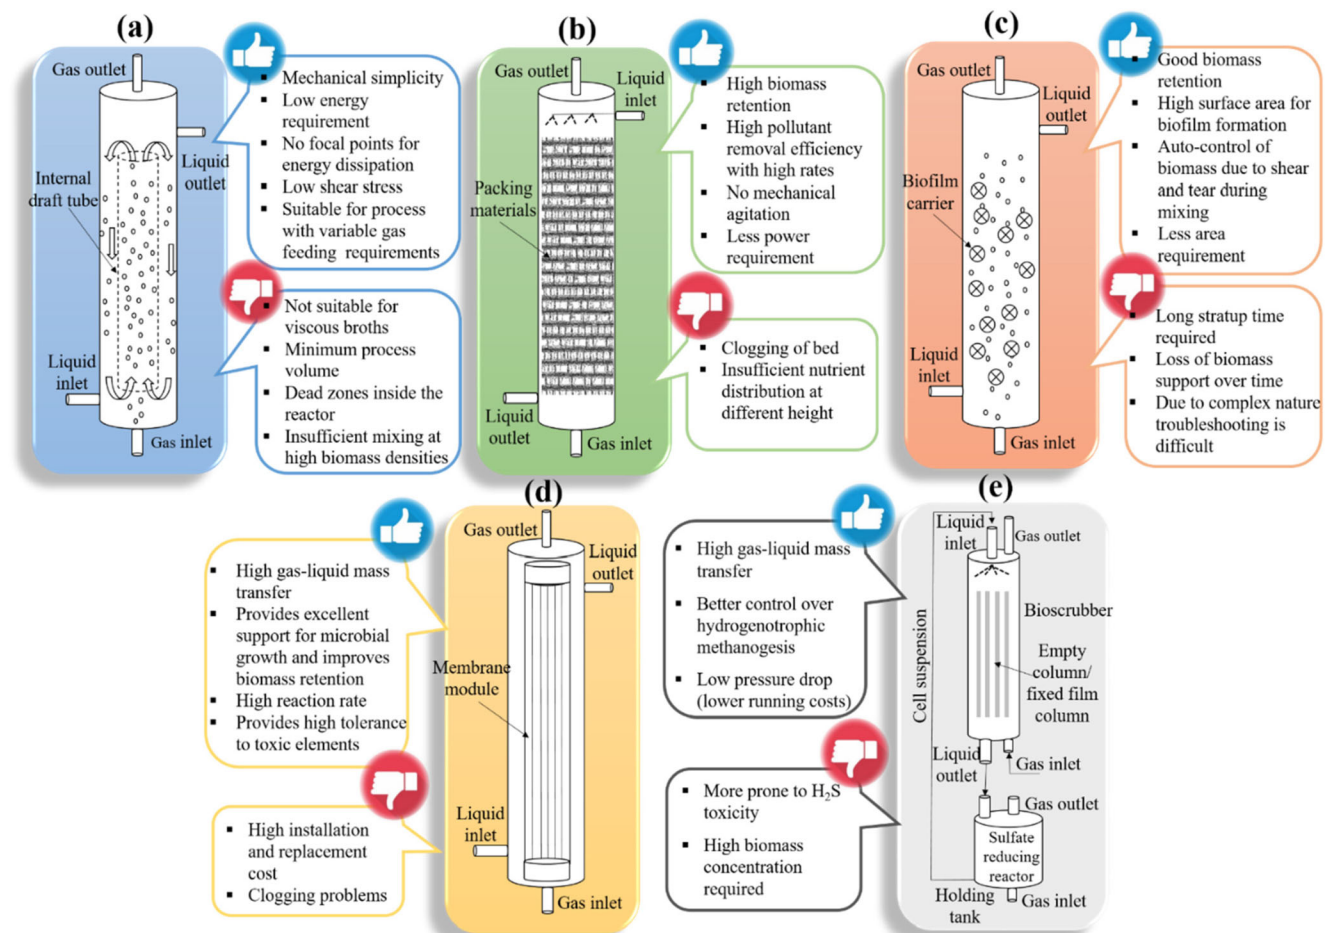 (a)
Gas outlet
Liquid
outlet
Internal
draft tube
Liquid
inlet
Gas inlet
▪ Mechanical simplicity
▪ Low energy
requirement
▪ No focal points for
energy dissipation
▪ Low shear stress
▪ Suitable for process
with variable gas
feeding requirements
▪ Not suitable for
viscous broths
▪ Minimum process
volume
▪ Dead zones inside the
reactor
▪ Insufficient mixing at
high biomass densities
(b)
Gas outlet
Liquid
inlet
Packing
materials
Liquid
outlet
Gas inlet
▪ High biomass
retention
▪ High pollutant
removal efficiency
with high rates
▪ No mechanical
agitation
▪ Less power
requirement
▪ Clogging of bed
▪ Insufficient nutrient
distribution at
different height
(c)
Gas outlet
Liquid
outlet
Biofilm
carrier
Liquid
inlet
Gas inlet
▪ Good biomass
retention
▪ High surface area for
biofilm formation
▪ Auto-control of
biomass due to shear
and tear during
mixing
▪ Less area
requirement
▪ Long stratup time
required
▪ Loss of biomass
support over time
▪ Due to complex nature
troubleshooting is
difficult
(d)
Gas outlet
Liquid
outlet
Membrane
module
Liquid
inlet
Gas inlet
▪ High gas-liquid mass
transfer
▪ Provides excellent
support for microbial
growth and improves
biomass retention
▪ High reaction rate
▪ Provides high tolerance
to toxic elements
▪ High installation
and replacement
cost
▪ Clogging problems
(e)
Liquid
inlet
Gas outlet
Bioscrubber
Empty
column/
fixed film
column
Cell suspension
Liquid
outlet
Gas inlet
Gas outlet
Sulfate
reducing
reactor
Holding
tank
Gas inlet
▪ High gas-liquid mass
transfer
▪ Better control over
hydrogenotrophic
methanogesis
▪ Low pressure drop
(lower running costs)
▪ More prone to H₂S
toxicity
▪ High biomass
concentration
required